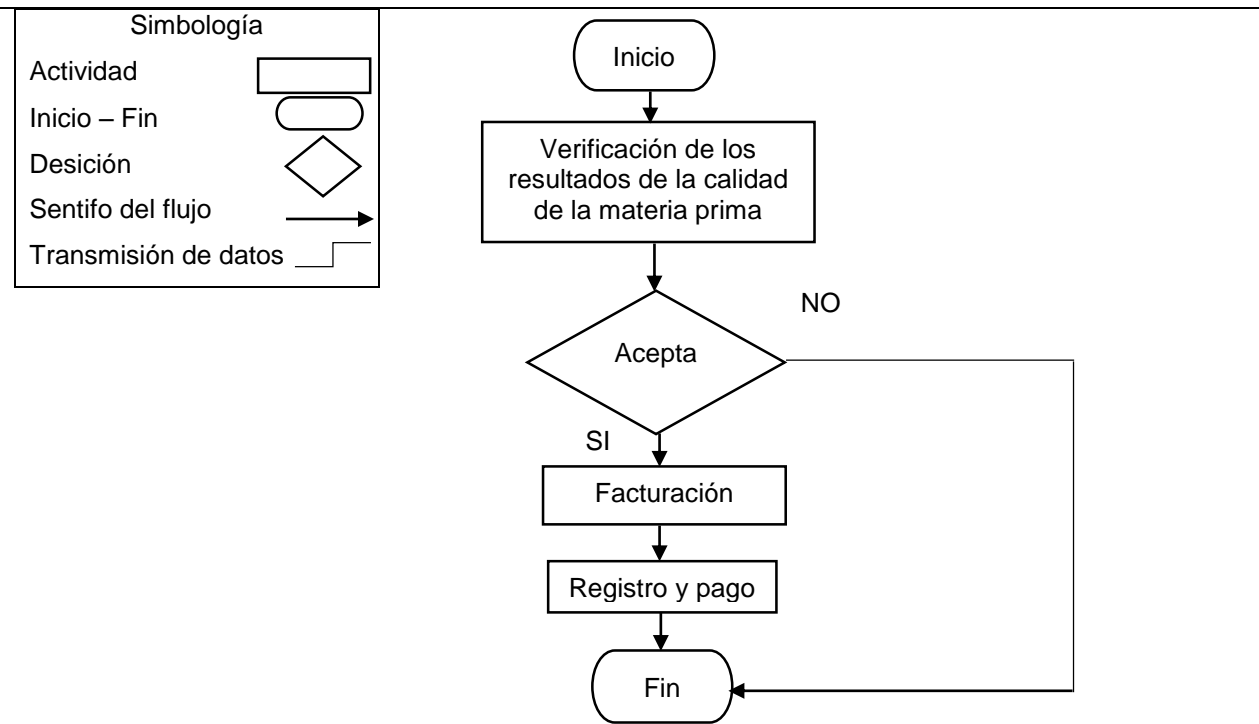 Simbología
Actividad
Inicio – Fin
Desición
Sentifo del flujo
Transmisión de datos
Inicio
Verificación de los
resultados de la calidad
de la materia prima
NO
Acepta
SI
Facturación
Registro y pago
Fin